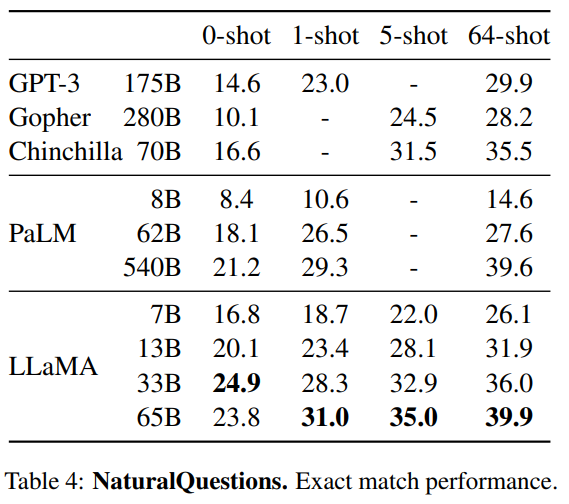 0-shot 1-shot 5-shot 64-shot
GPT-3 175B 14.6 23.0 - 29.9
Gopher 280B 10.1 - 24.5 28.2
Chinchilla 70B 16.6 - 31.5 35.5
8B 8.4 10.6 - 14.6
PaLM 62B 18.1 26.5 - 27.6
540B 21.2 29.3 - 39.6
7B 16.8 18.7 22.0 26.1
13B 20.1 23.4 28.1 31.9
LLaMA
33B 24.9 28.3 32.9 36.0
65B 23.8 31.0 35.0 39.9
Table 4: NaturalQuestions. Exact match performance.